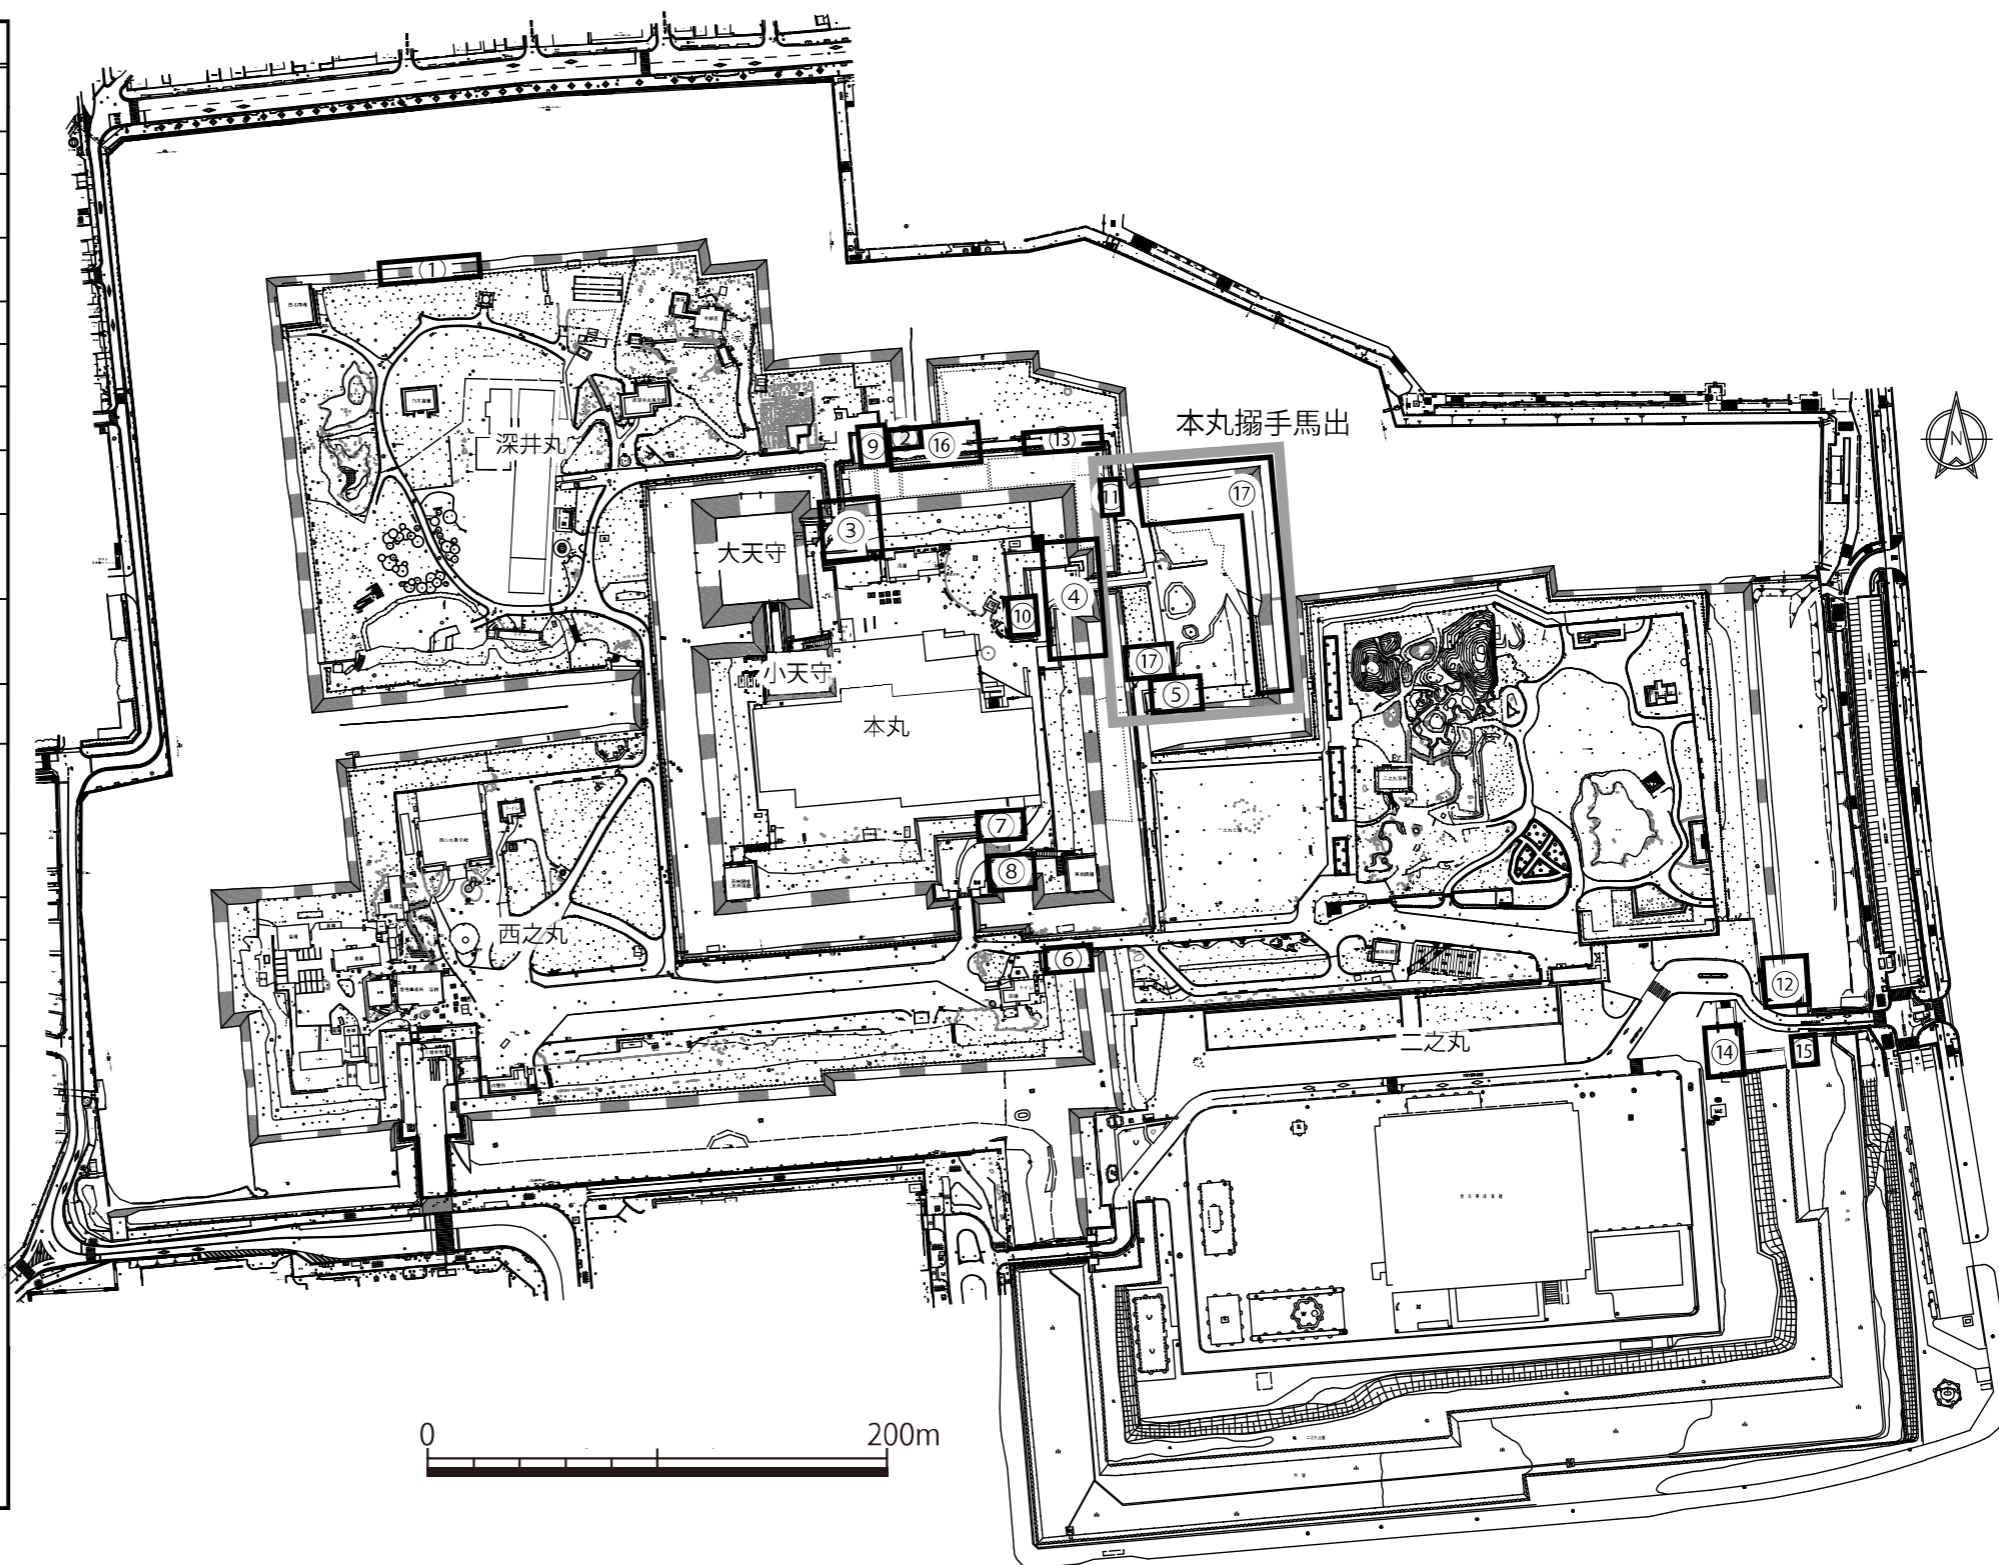 ①
本丸搦手馬出
N
⑨
②
⑯
⑬
深井丸
⑪
⑰
③
大天守
④
⑩
小天守
⑰
⑤
本丸
⑦
⑧
西之丸
⑥
⑫
二之丸
⑭
⑮
0
200m